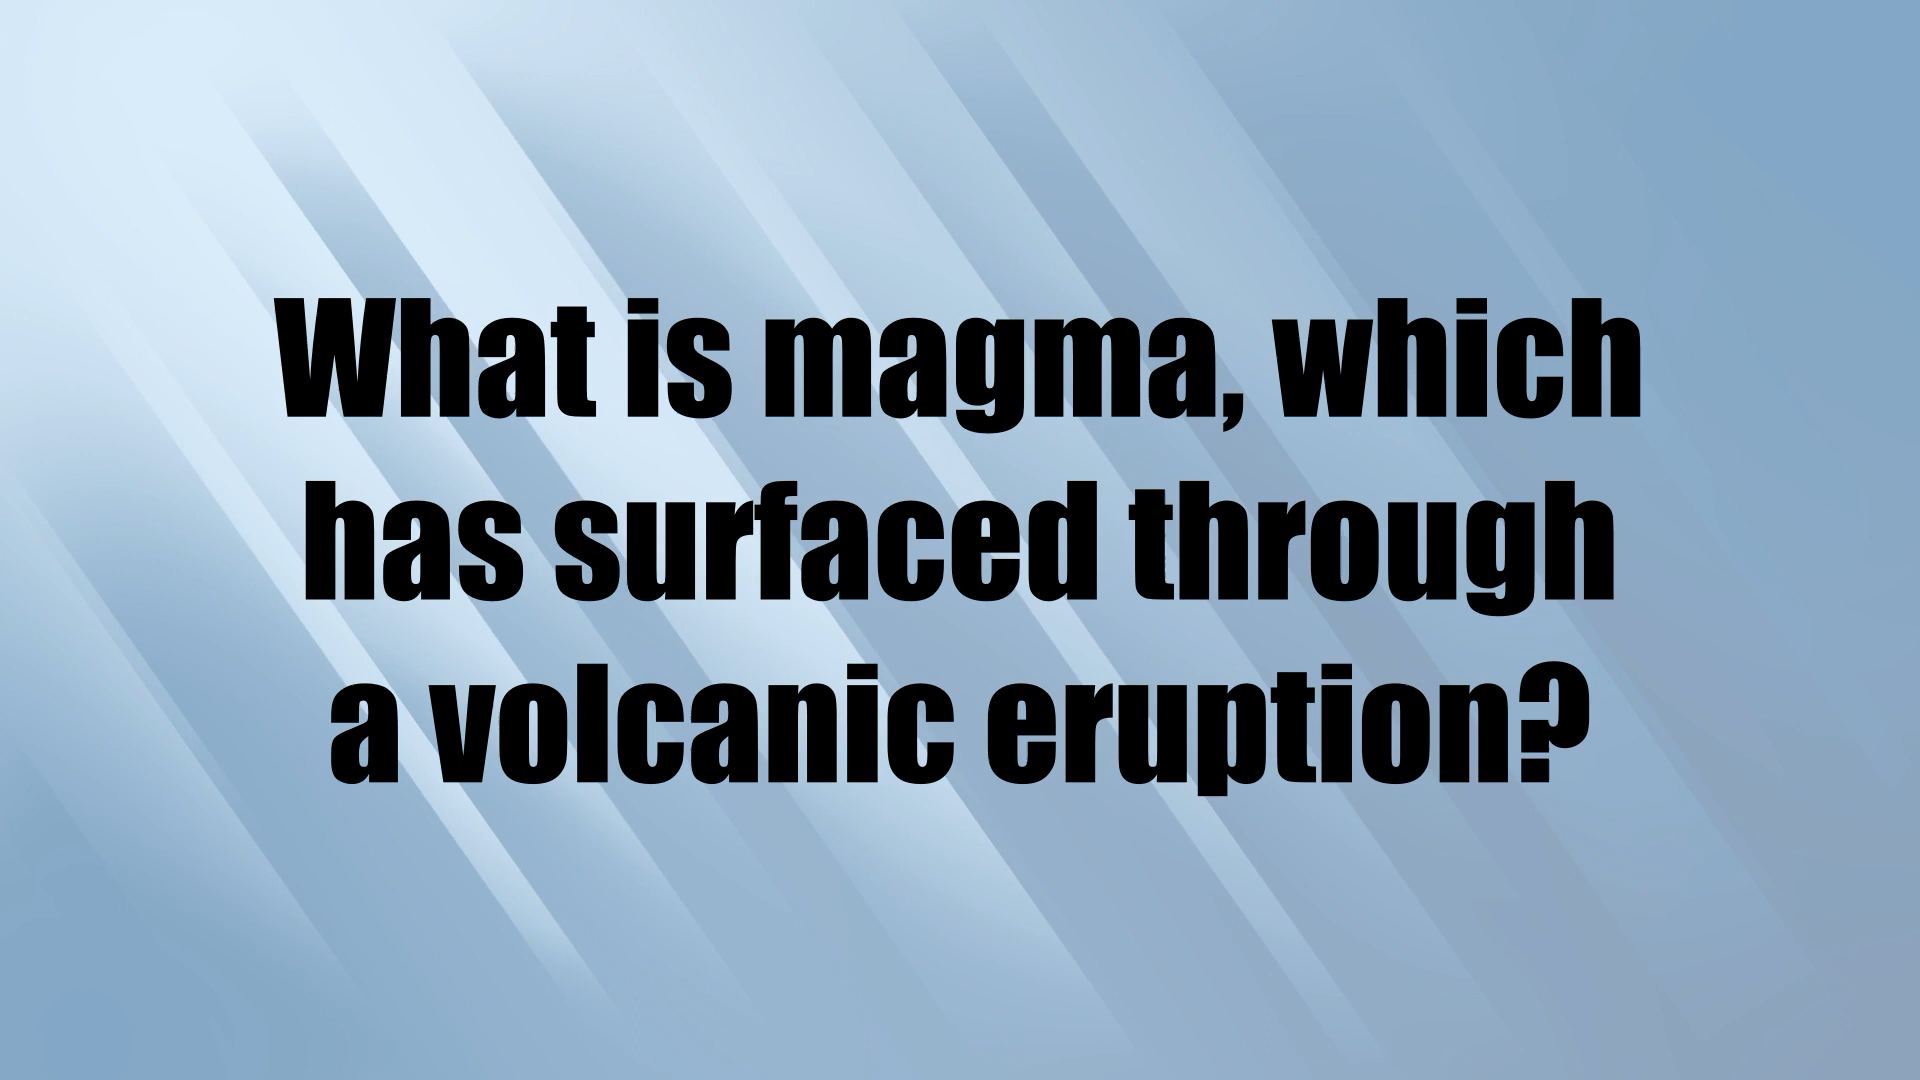 What is magma, which
has surfaced through
a volcanic eruption?